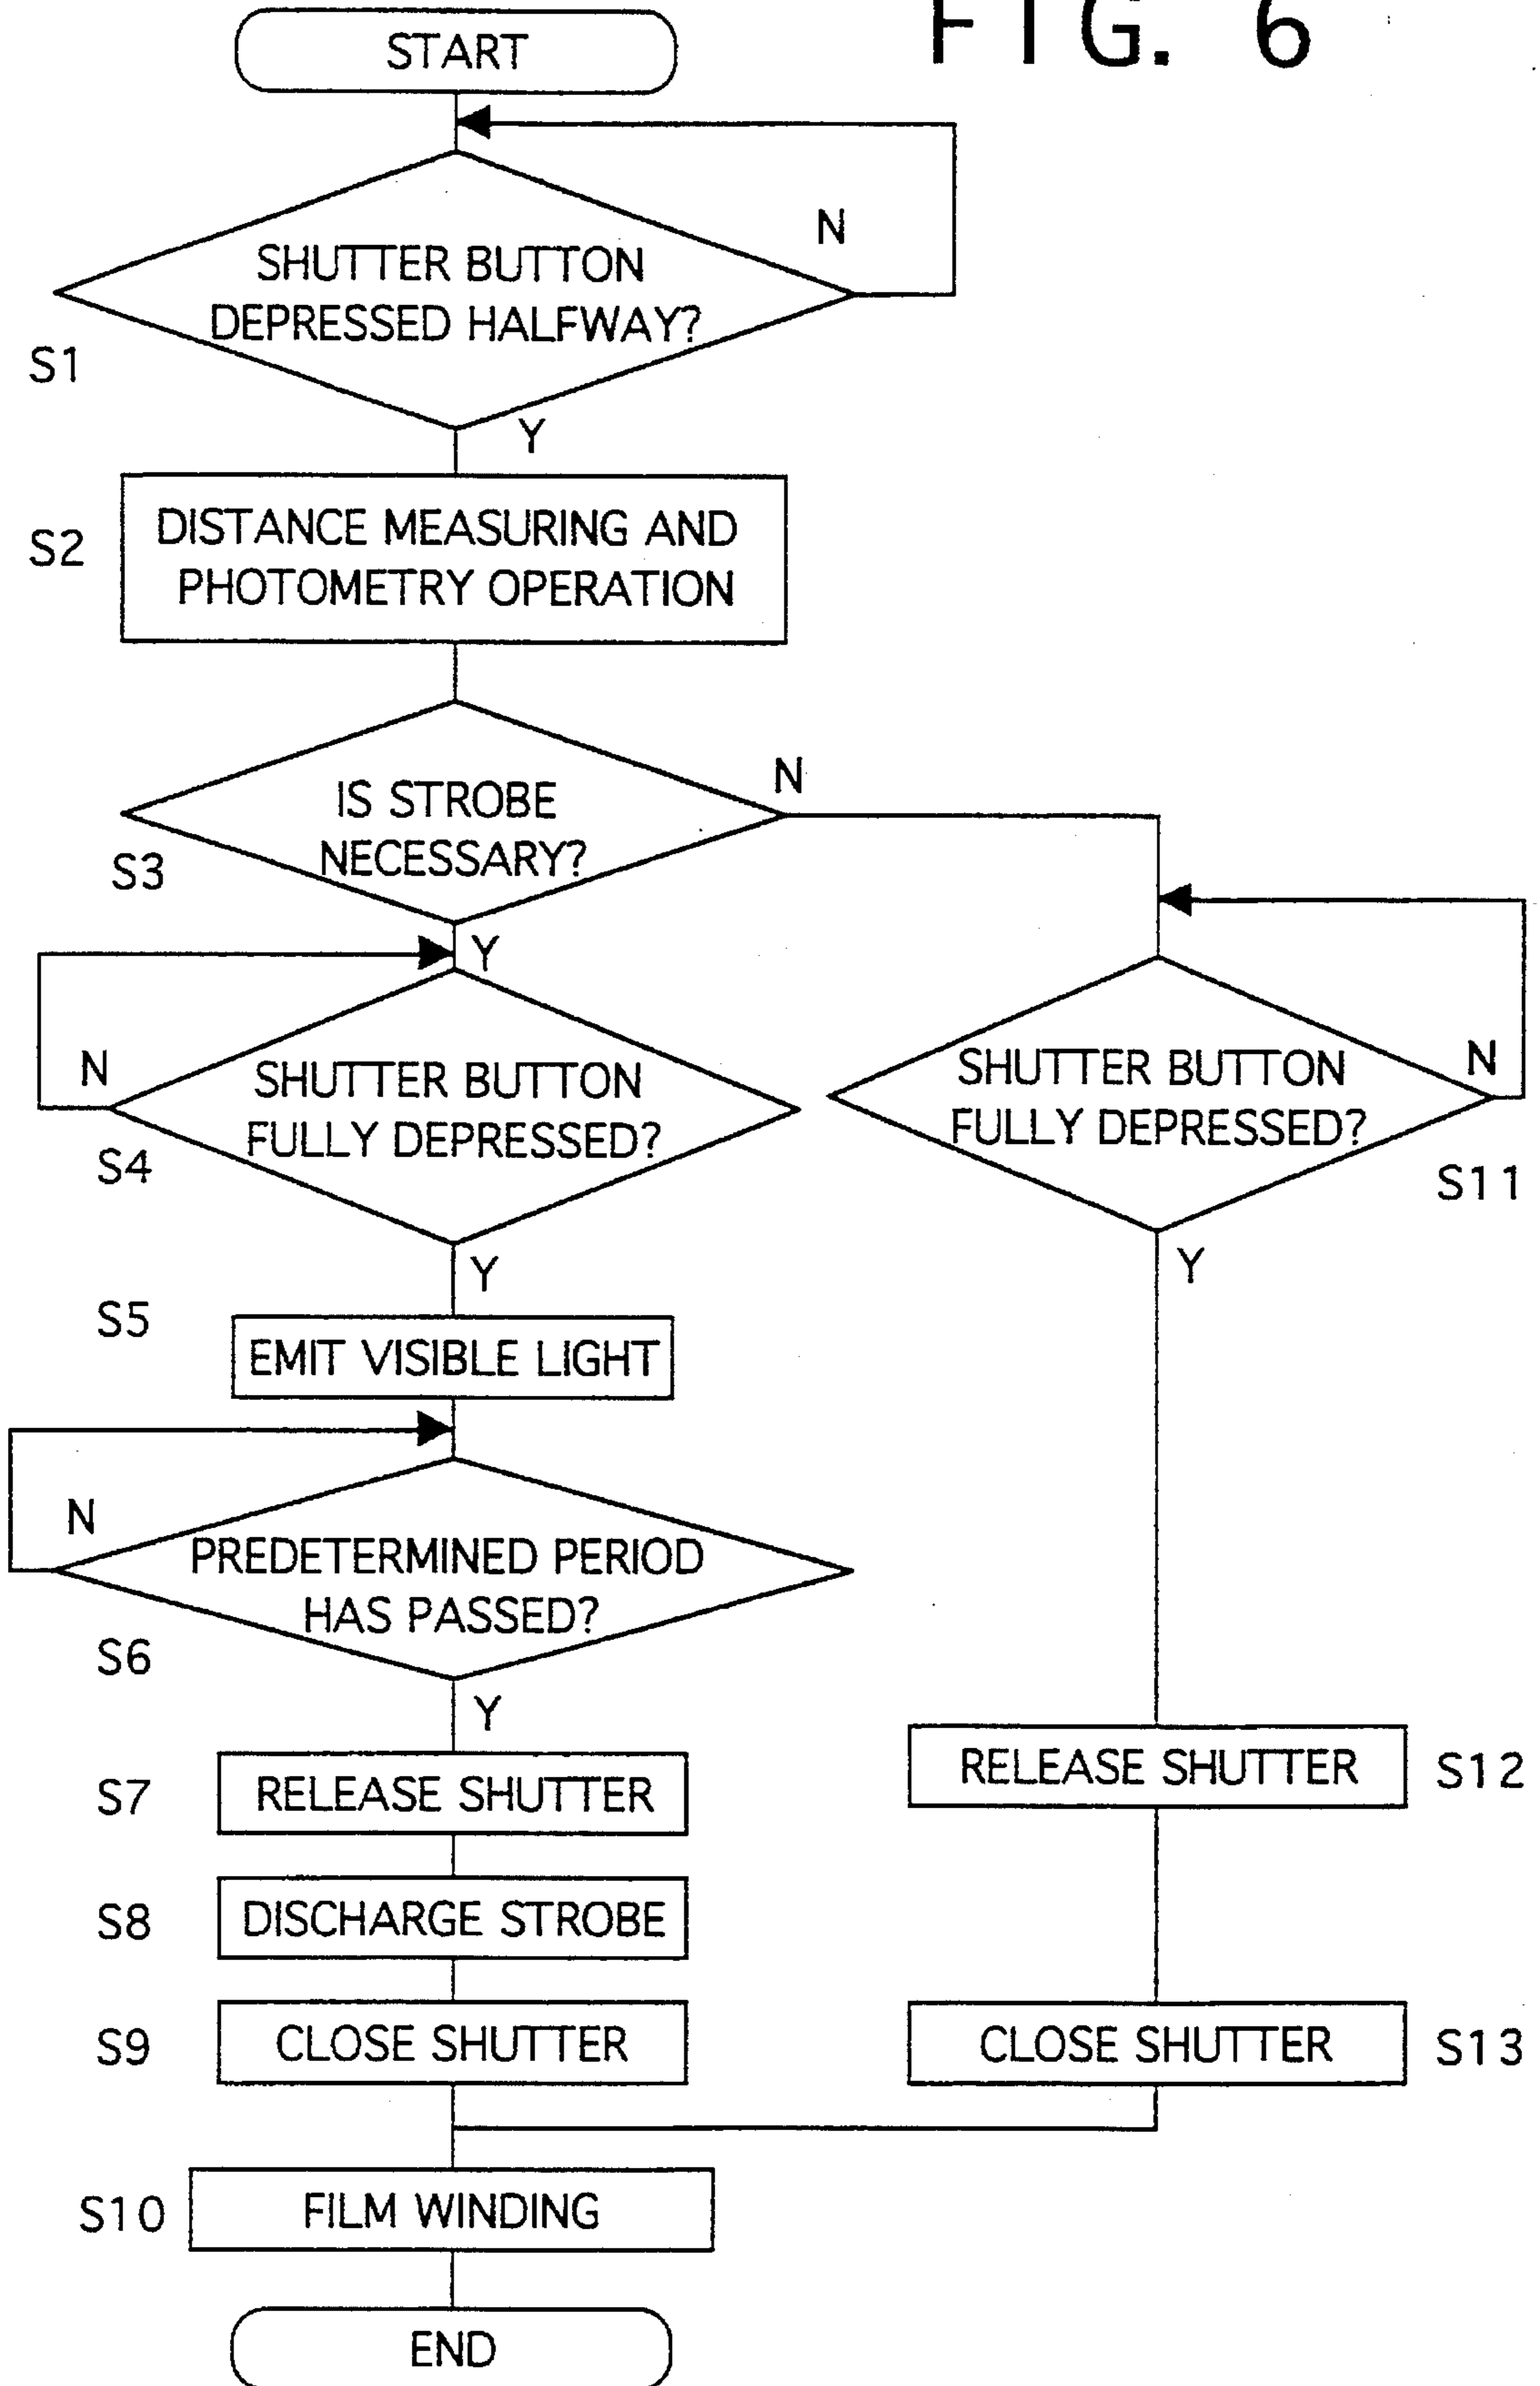 FIG. 6
START
N
SHUTTER BUTTON
DEPRESSED HALFWAY?
S1
Y
S2
DISTANCE MEASURING AND
PHOTOMETRY OPERATION
N
IS STROBE
NECESSARY?
S3
Y
N
SHUTTER BUTTON
FULLY DEPRESSED?
S4
N
SHUTTER BUTTON
FULLY DEPRESSED?
S11
Y
Y
S5
EMIT VISIBLE LIGHT
N
PREDETERMINED PERIOD
HAS PASSED?
S6
Y
S7
RELEASE SHUTTER
RELEASE SHUTTER
S12
S8
DISCHARGE STROBE
S9
CLOSE SHUTTER
CLOSE SHUTTER
S13
S10
FILM WINDING
END